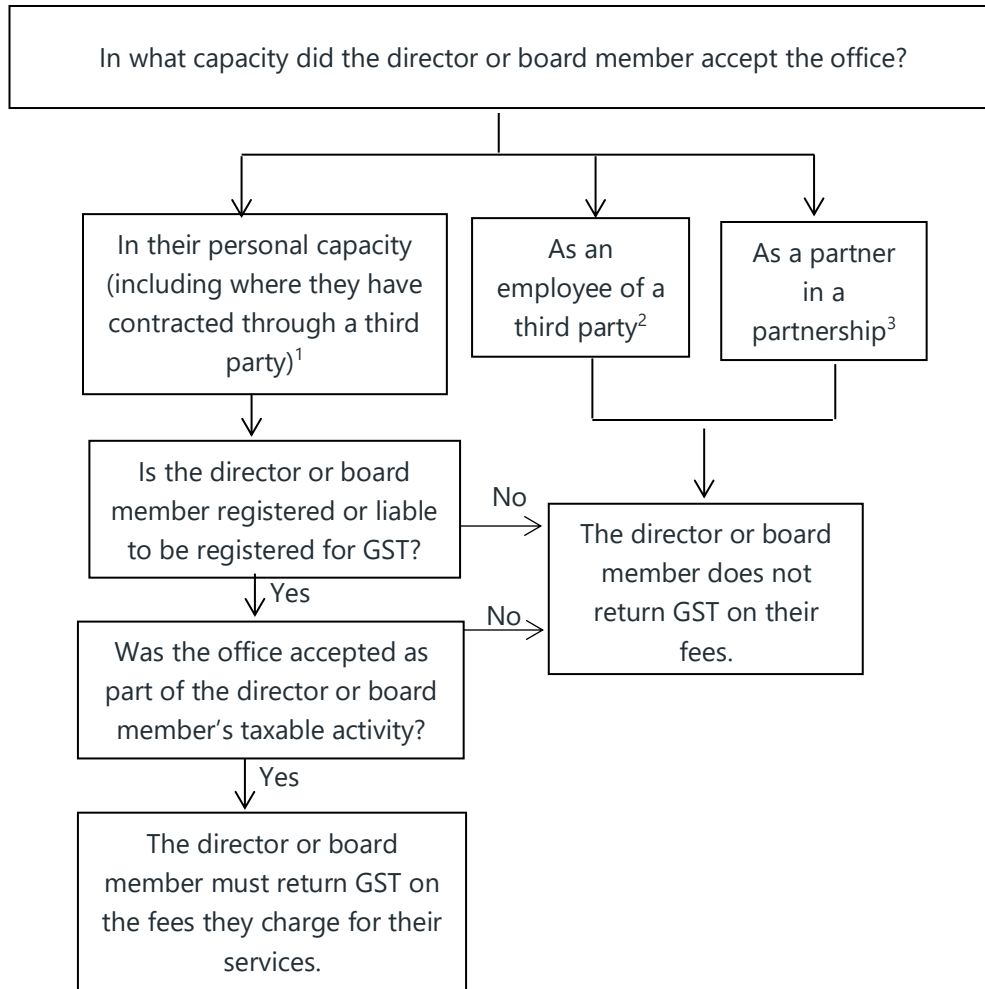 In what capacity did the director or board member accept the office?
In their personal capacity
(including where they have
contracted through a third
party)1
As an
employee of a
third party2
As a partner
in a
partnership3
Is the director or board
member registered or liable
to be registered for GST?
No
The director or board
member does not
return GST on their
fees.
Yes
No
Was the office accepted as
part of the director or board
member’s taxable activity?
Yes
The director or board
member must return GST on
the fees they charge for their
services.